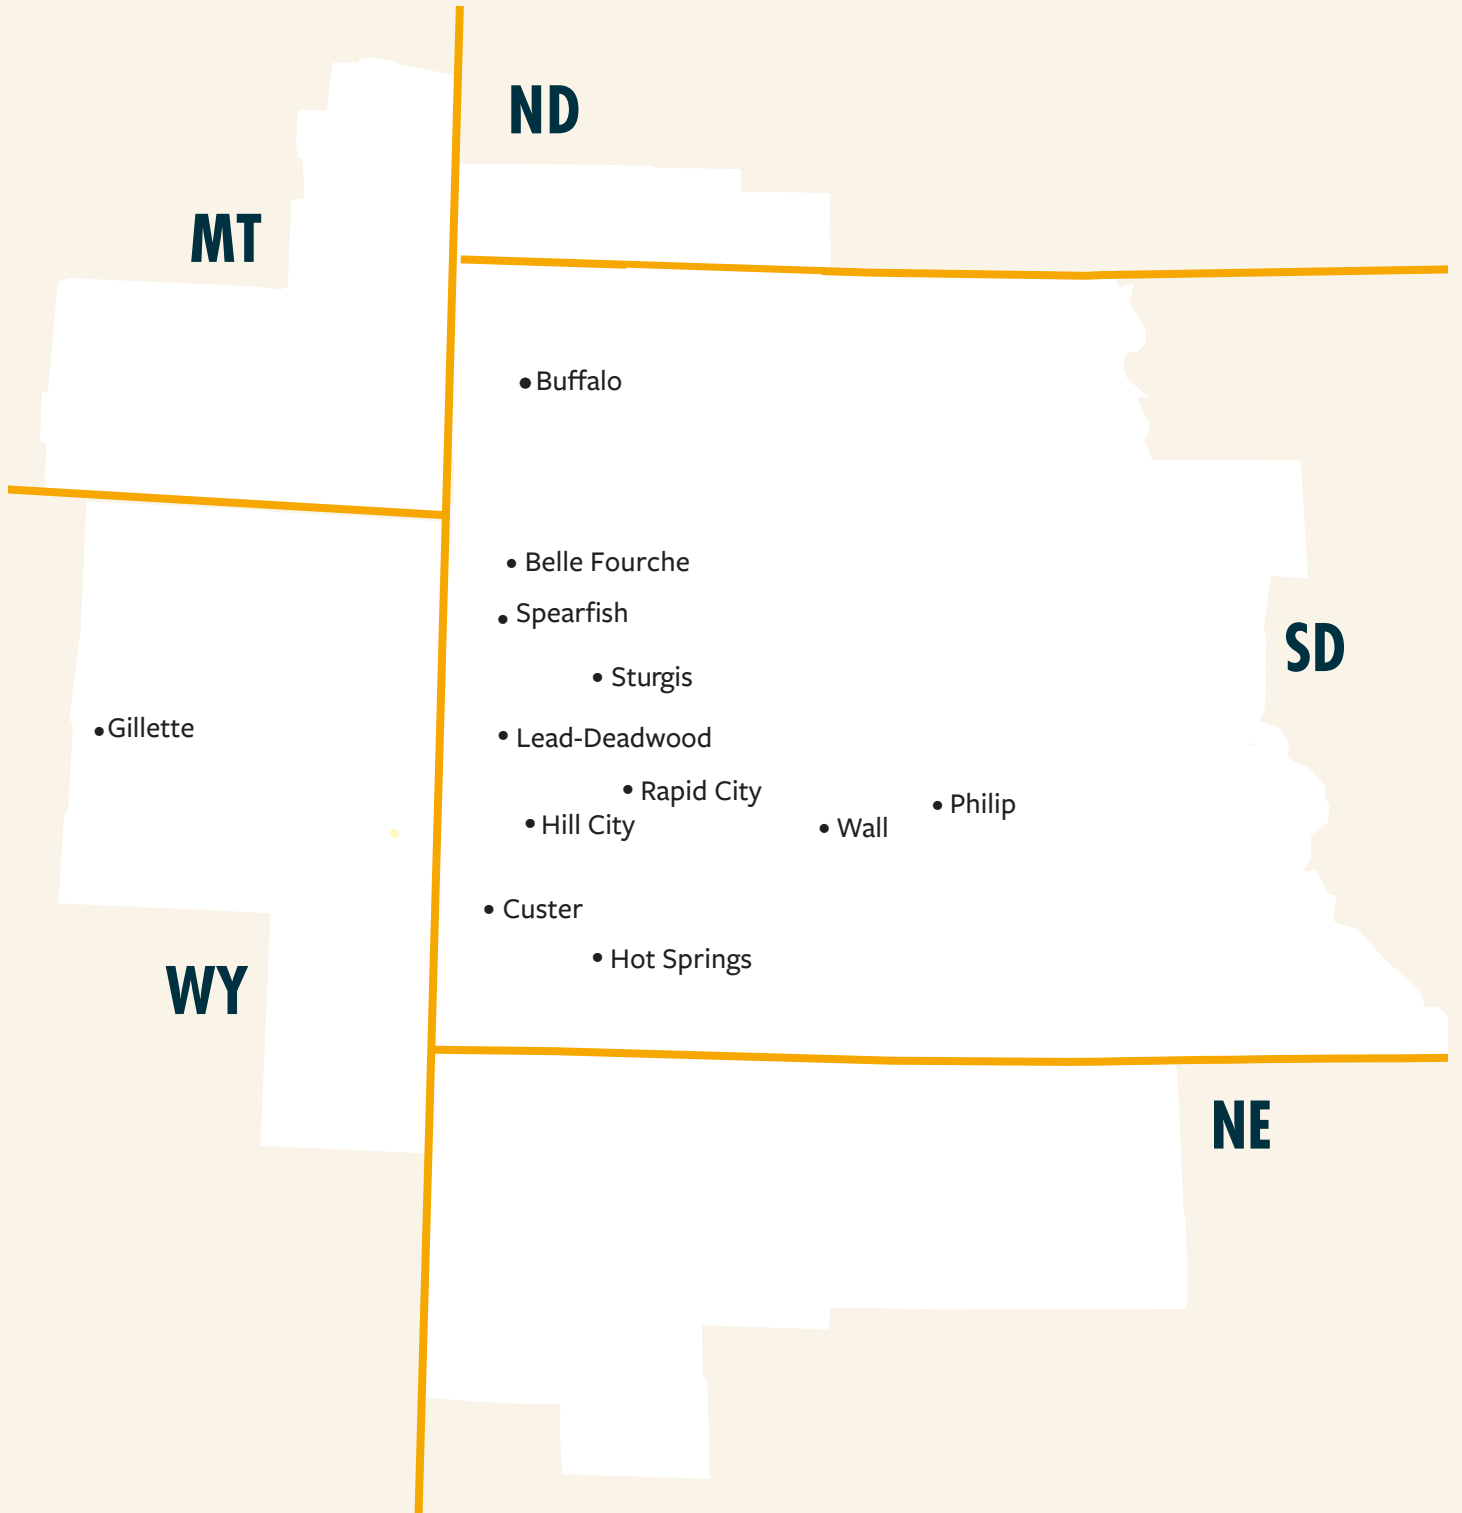 ND
MT
Buffalo
Belle Fourche
Spearfish
SD
Sturgis
Gillette
Lead-Deadwood
Rapid City
Philip
Hill City
Wall
Custer
Hot Springs
WY
NE